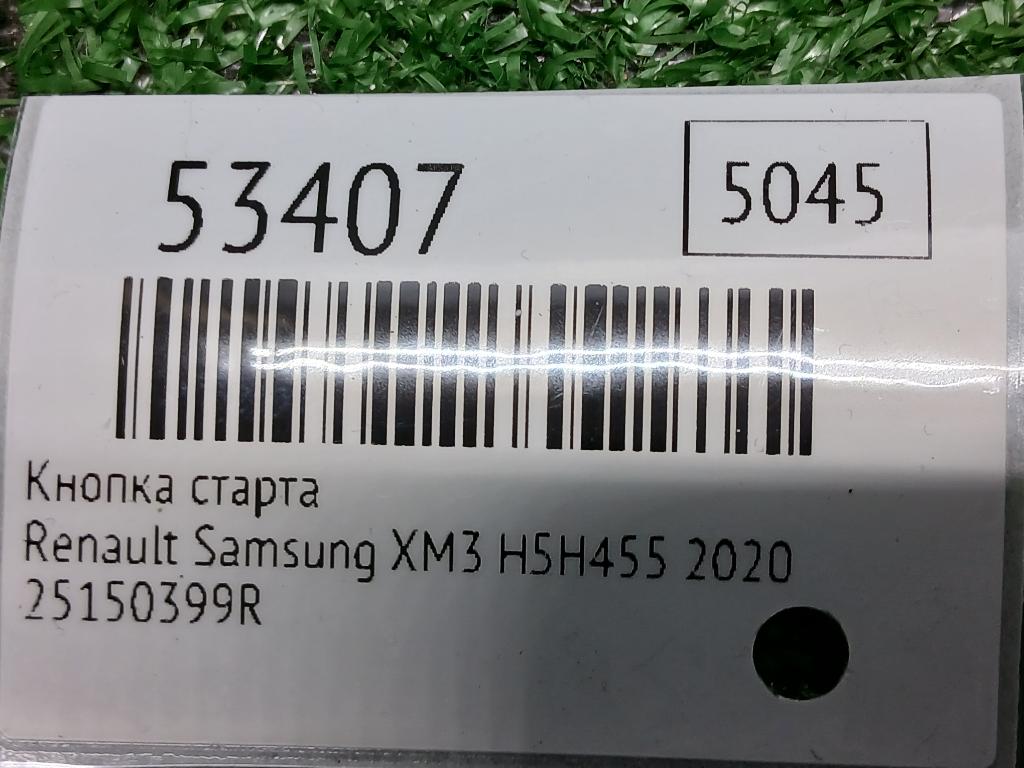 53407
5045
Кнопка старта
Renault Samsung XM3 H5H455 2020
25150399R